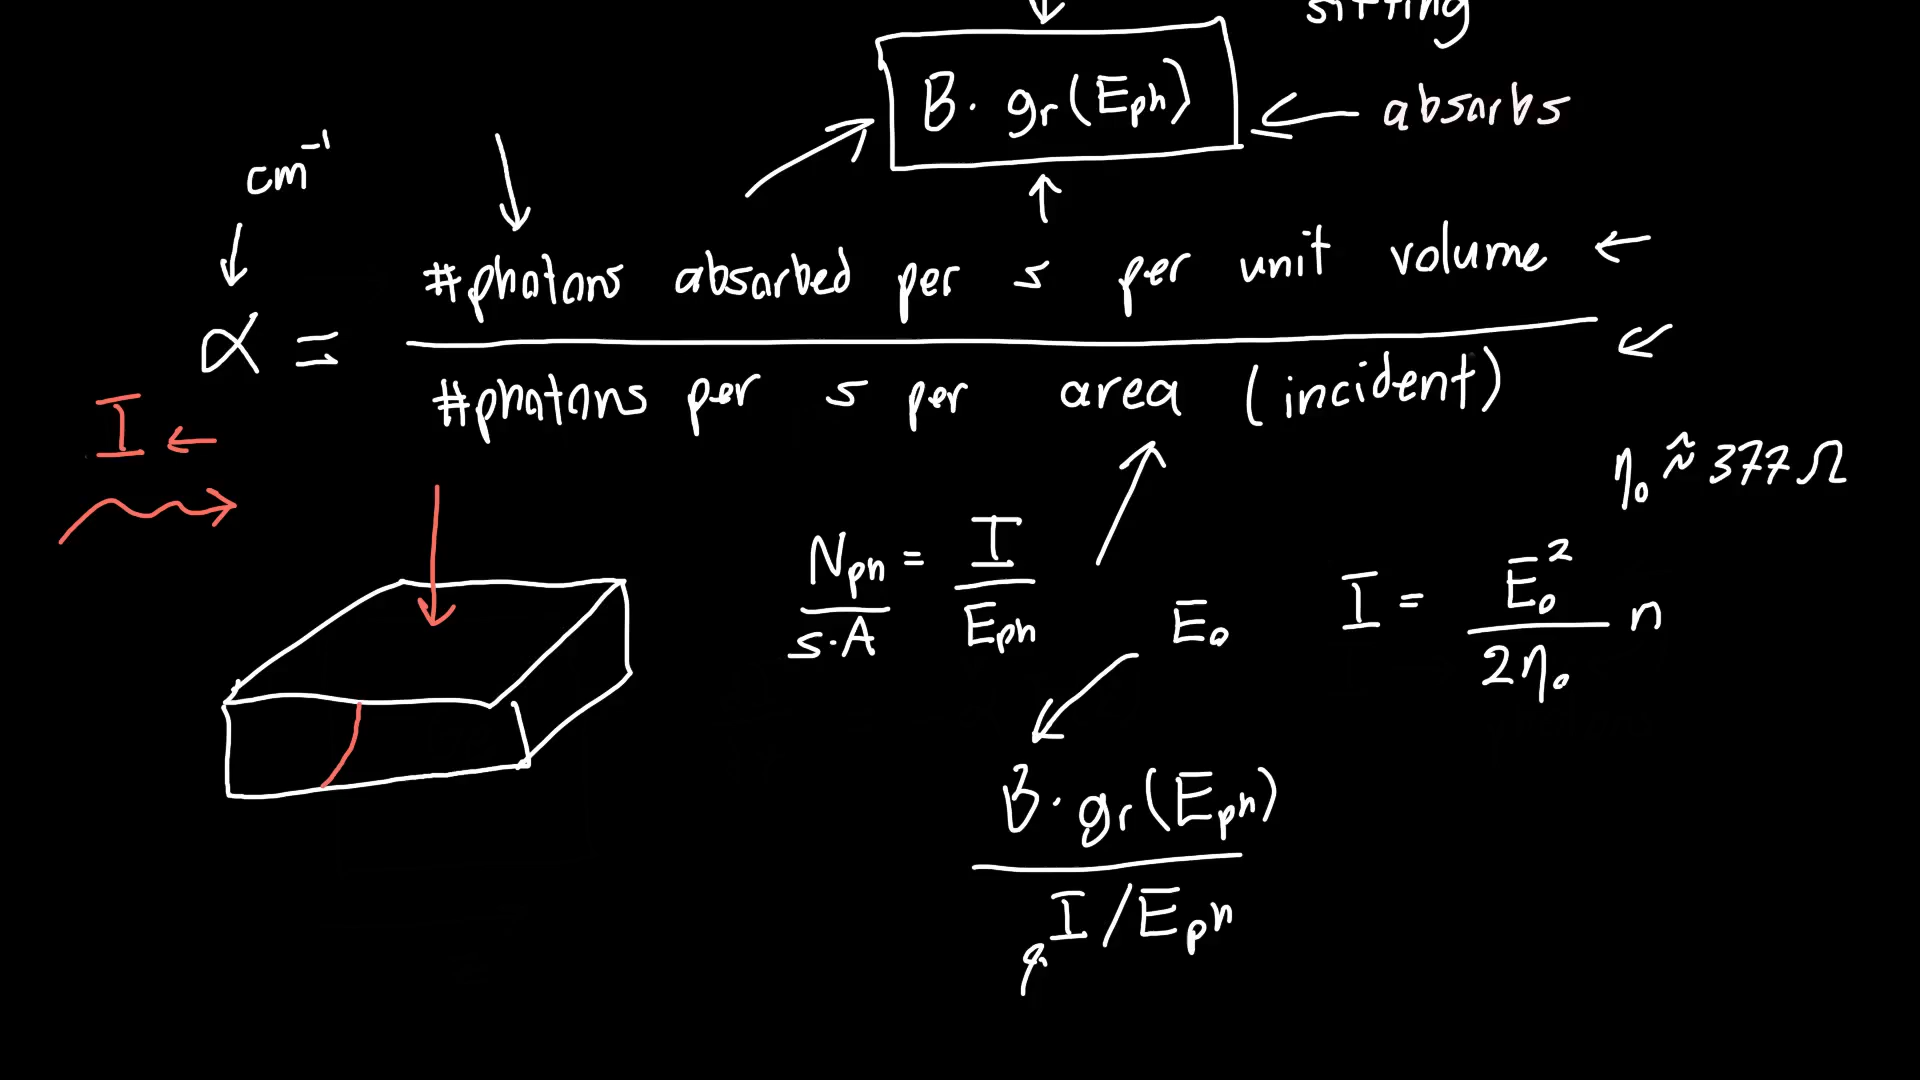 sitting
B · gr(Eph)
absorbs
cm⁻¹
α = #photons absorbed per s per unit volume
#photons per s per area (incident)
I
η₀ ≈ 377 Ω
Nph / s·A = I / Eph
E₀
I = E₀² / 2η₀ n
B · gr(Eph)
I/Eph